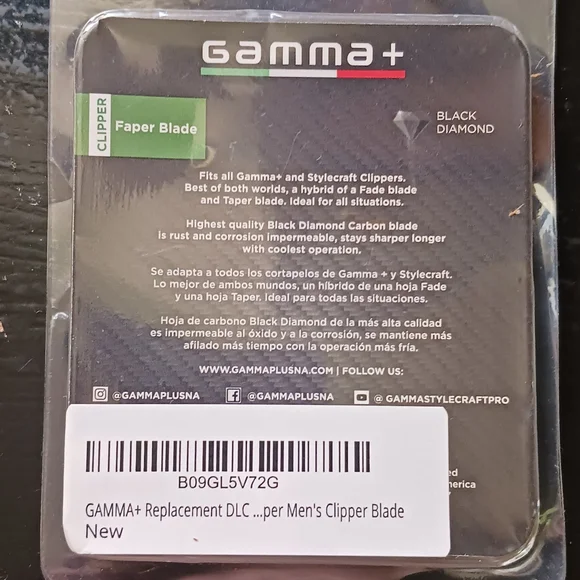 GAMMA+
CLIPPER
Faper Blade
BLACK
DIAMOND
Fits all Gamma+ and Stylecraft Clippers.
Best of both worlds, a hybrid of a Fade blade
and Taper blade. Ideal for all situations.
Highest quality Black Diamond Carbon blade
is rust and corrosion impermeable, stays sharper longer
with coolest operation.
Se adapta a todos los cortapelos de Gamma + y Stylecraft.
Lo mejor de ambos mundos, un híbrido de una hoja Fade
y una hoja Taper. Ideal para todas las situaciones.
Hoja de carbono Black Diamond de la más alta calidad
es impermeable al óxido y a la corrosión, se mantiene más
afilado más tiempo con la operación más fría.
WWW.GAMMAPLUSNA.COM | FOLLOW US:
@GAMMAPLUSNA @GAMMAPLUSNA @ GAMMASTYLECRAFTPRO
B09GL5V72G
GAMMA+ Replacement DLC ...per Men's Clipper Blade
New